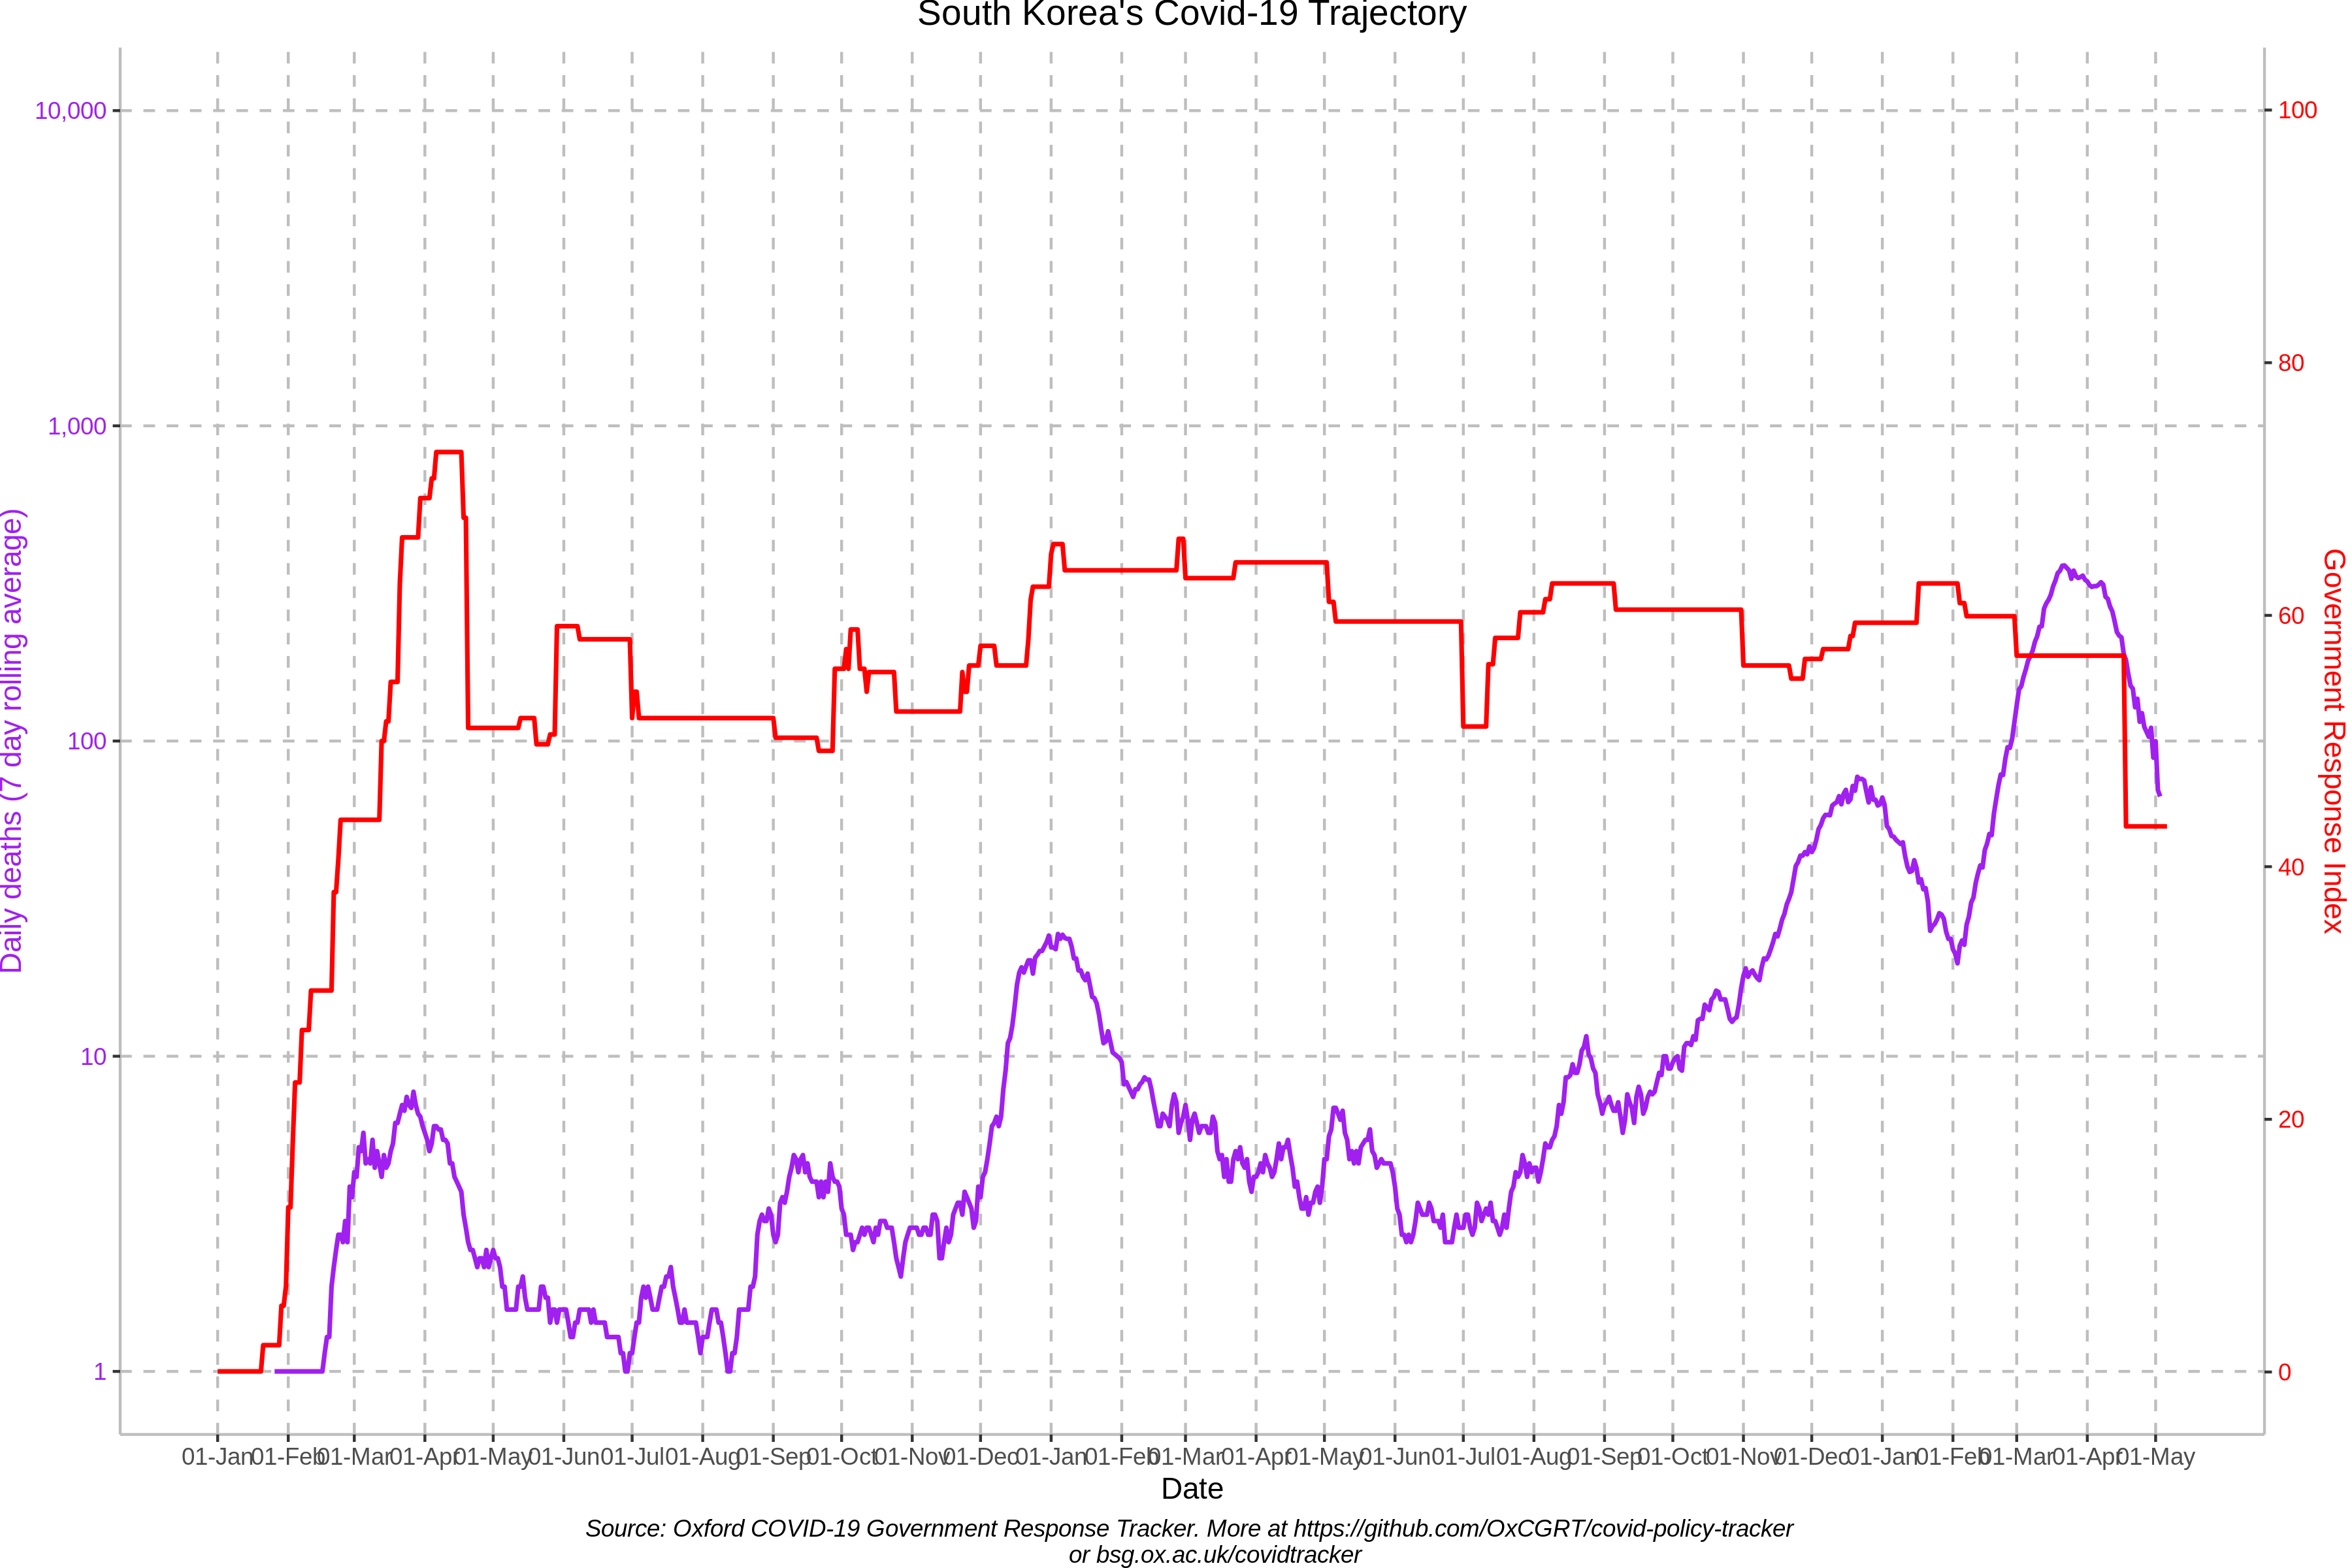 South Korea's Covid-19 Trajectory
10,000
1,000
100
10
1
100
80
60
40
20
0
Daily deaths (7 day rolling average)
Government Response Index
01-Jan 01-Feb 01-Mar 01-Apr 01-May 01-Jun 01-Jul 01-Aug 01-Sep 01-Oct 01-Nov 01-Dec 01-Jan 01-Feb 01-Mar 01-Apr 01-May 01-Jun 01-Jul 01-Aug 01-Sep 01-Oct 01-Nov 01-Dec 01-Jan 01-Feb 01-Mar 01-Apr 01-May
Date
Source: Oxford COVID-19 Government Response Tracker. More at https://github.com/OxCGRT/covid-policy-tracker
or bsg.ox.ac.uk/covidtracker